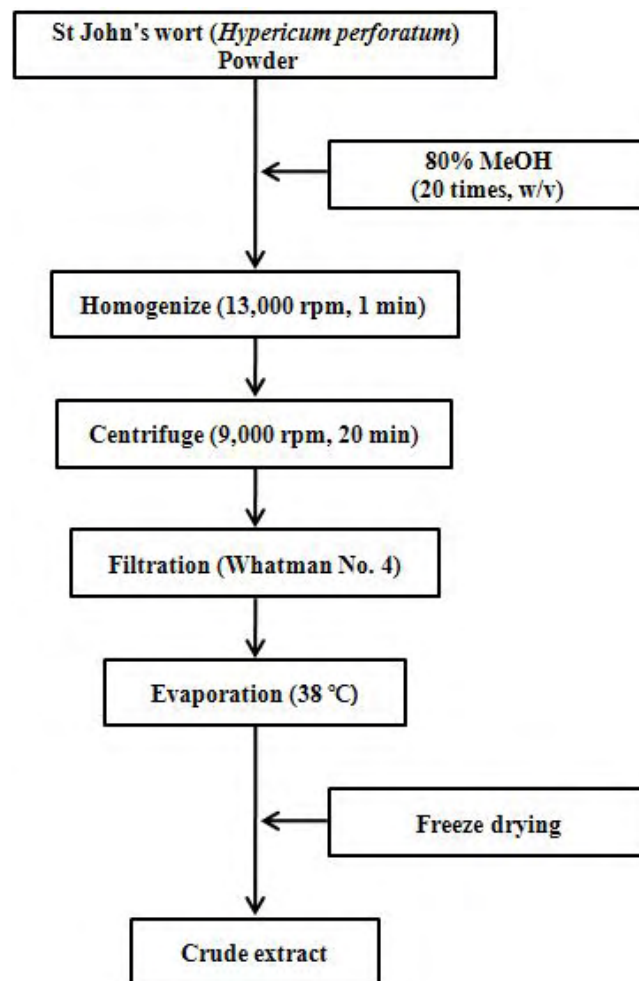 St John's wort (Hypericum perforatum)
Powder
80% MeOH
(20 times, w/v)
Homogenize (13,000 rpm, 1 min)
Centrifuge (9,000 rpm, 20 min)
Filtration (Whatman No. 4)
Evaporation (38 ℃)
Freeze drying
Crude extract